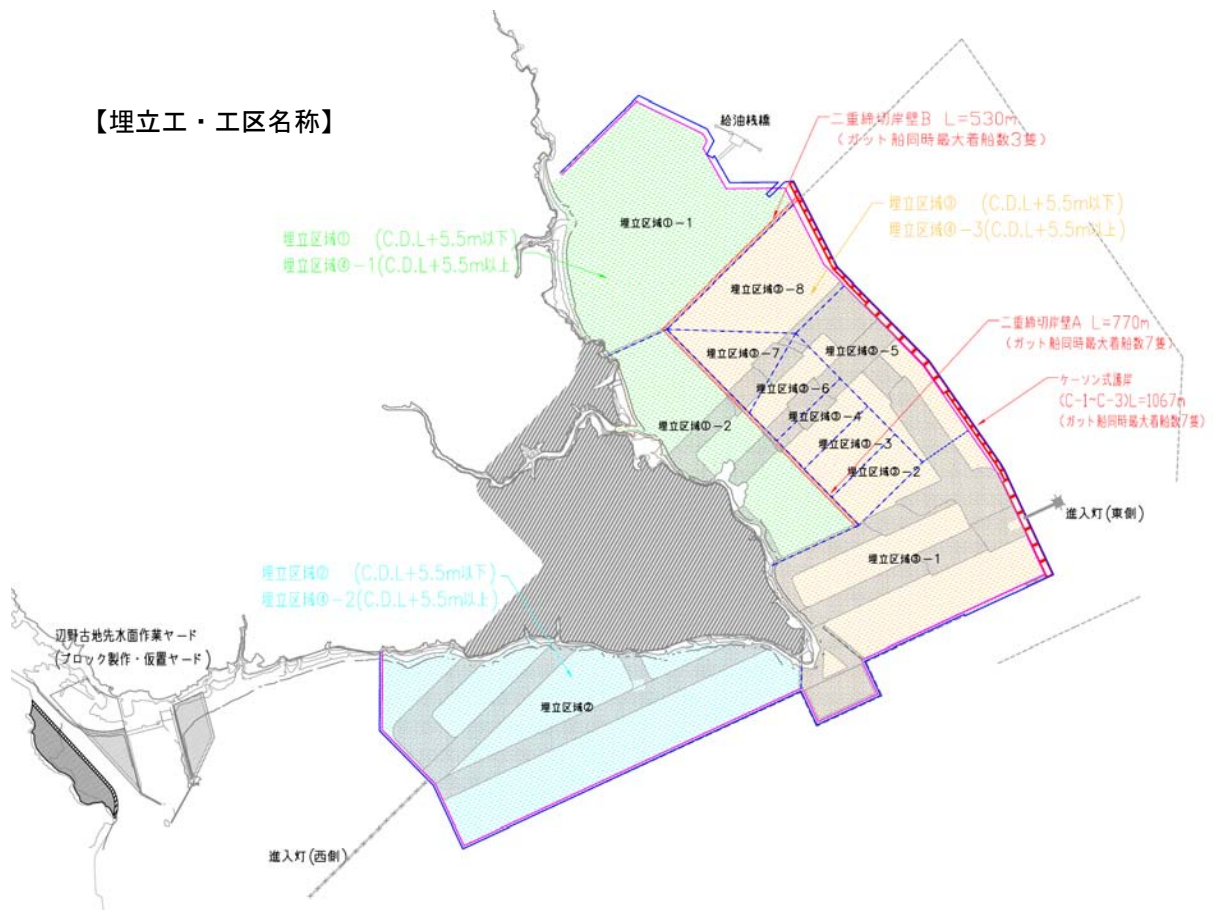 【埋立工・工区名称】
給油桟橋
二重締切岸壁B L=530m
(ガット船同時最大着船数3隻)
埋立区域③ (C.D.L+5.5m以下)
埋立区域④-3(C.D.L+5.5m以上)
埋立区域①-1
埋立区域① (C.D.L+5.5m以下)
埋立区域④-1(C.D.L+5.5m以上)
埋立区域③-8
二重締切岸壁A L=770m
(ガット船同時最大着船数7隻)
埋立区域③-7
埋立区域③-5
ケーソン式護岸
(C-1~C-3)L=1067m
(ガット船同時最大着船数7隻)
埋立区域③-6
埋立区域③-4
埋立区域①-2
埋立区域③-3
埋立区域③-2
進入灯(東側)
埋立区域③-1
埋立区域② (C.D.L+5.5m以下)
埋立区域④-2(C.D.L+5.5m以上)
辺野古地先水面作業ヤード
(ブロック製作・仮置ヤード)
埋立区域②
進入灯(西側)